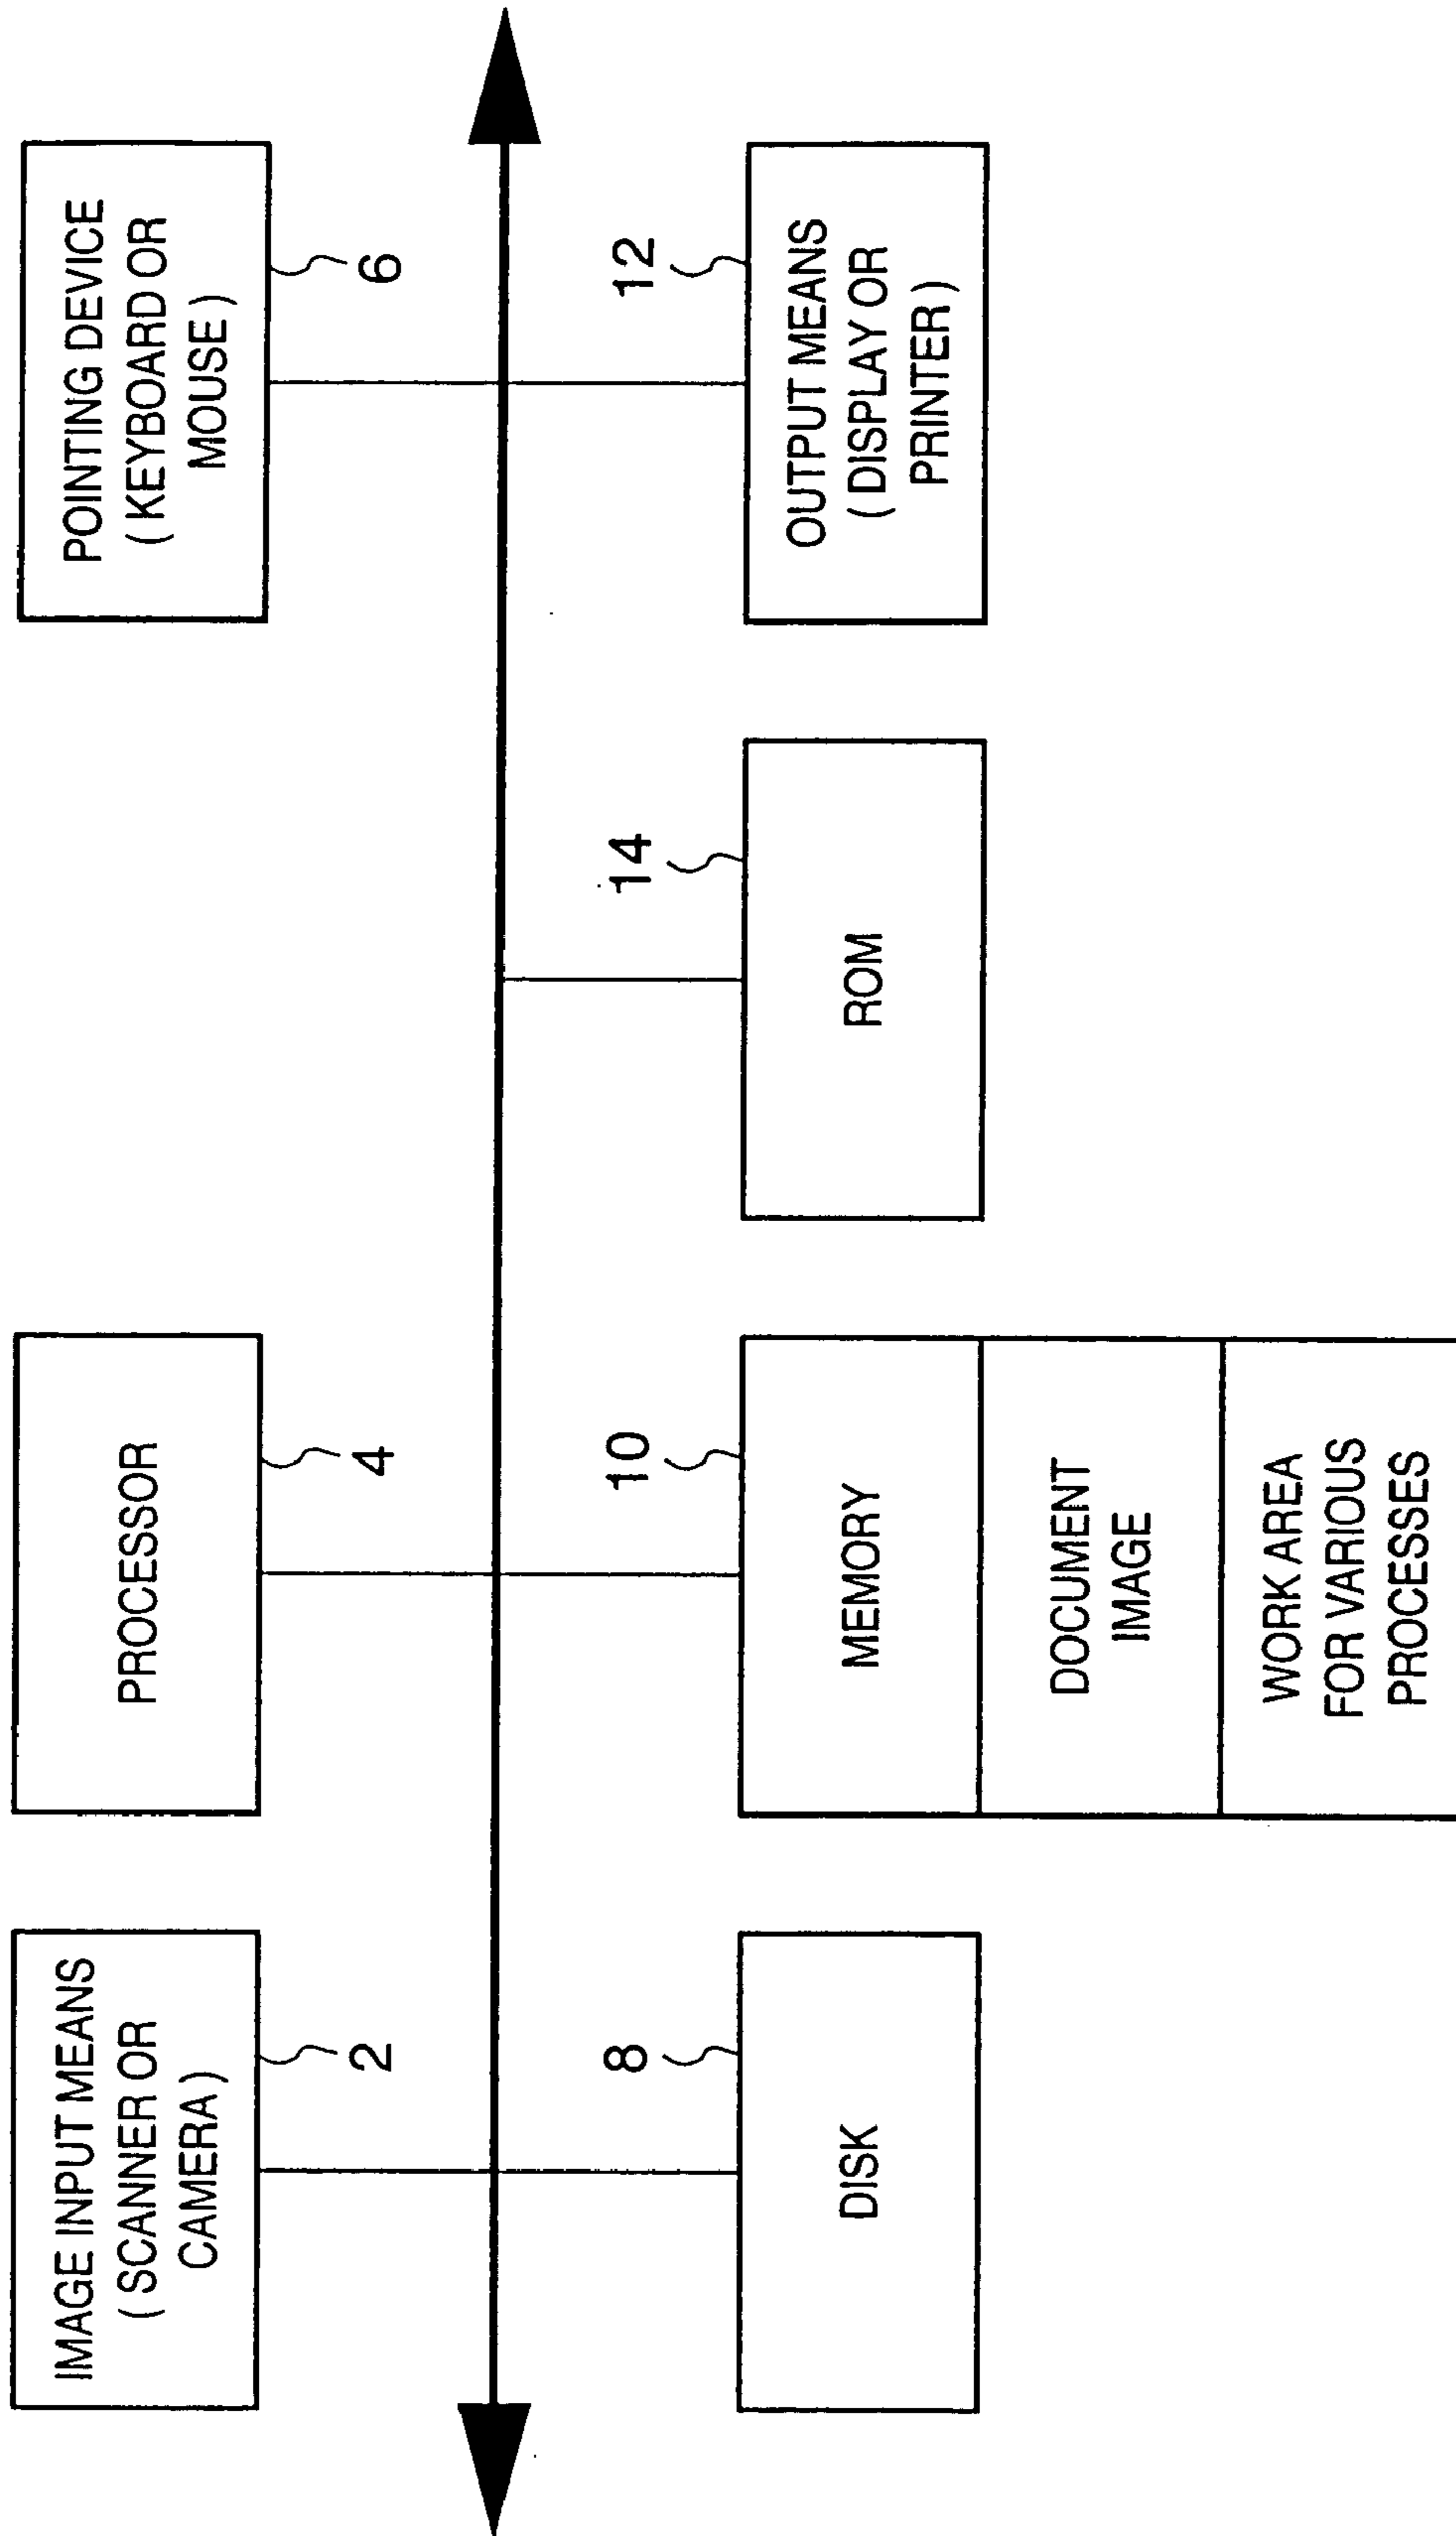 IMAGE INPUT MEANS
( SCANNER OR
CAMERA )
2
PROCESSOR
4
POINTING DEVICE
( KEYBOARD OR
MOUSE )
6
8
DISK
10
MEMORY
DOCUMENT
IMAGE
WORK AREA
FOR VARIOUS
PROCESSES
14
ROM
12
OUTPUT MEANS
( DISPLAY OR
PRINTER )